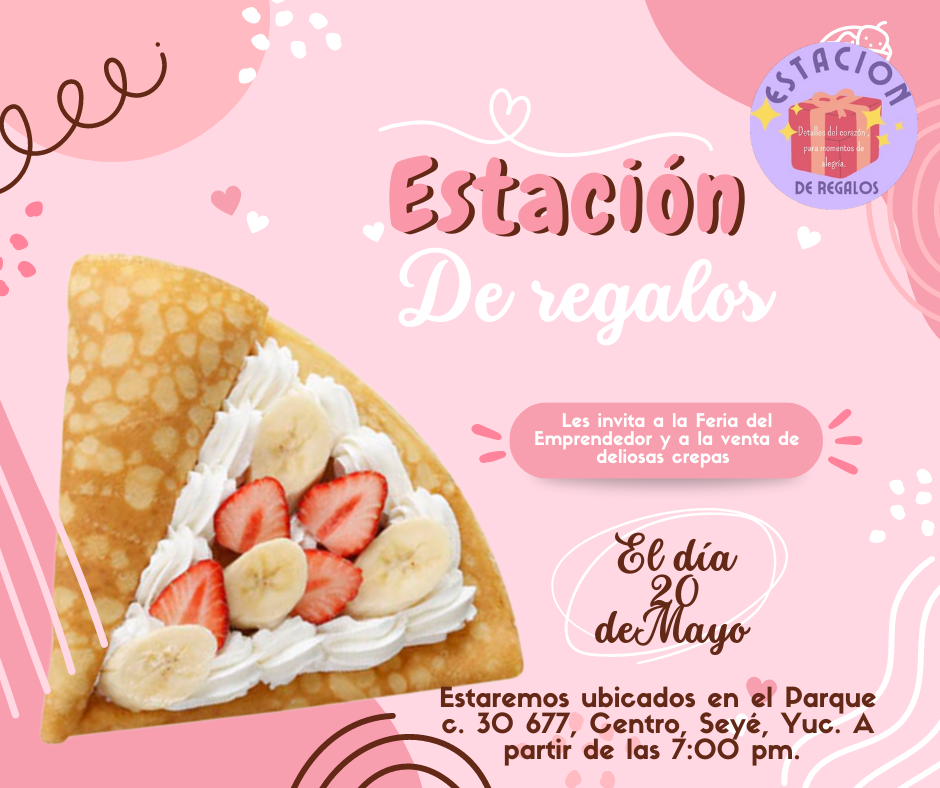 ESTACION
Detalles del corazón,
para momentos de
alegría.
DE REGALOS
Estación
De regalos
Les invita a la Feria del
Emprendedor y a la venta de
deliosas crepas
El día
20
deMayo
Estaremos ubicados en el Parque
c. 30 677, Centro, Seyé, Yuc. A
partir de las 7:00 pm.